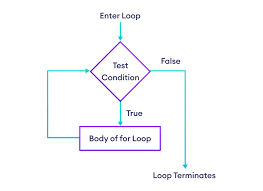 Enter Loop
Test
Condition
False
True
Body of for Loop
Loop Terminates